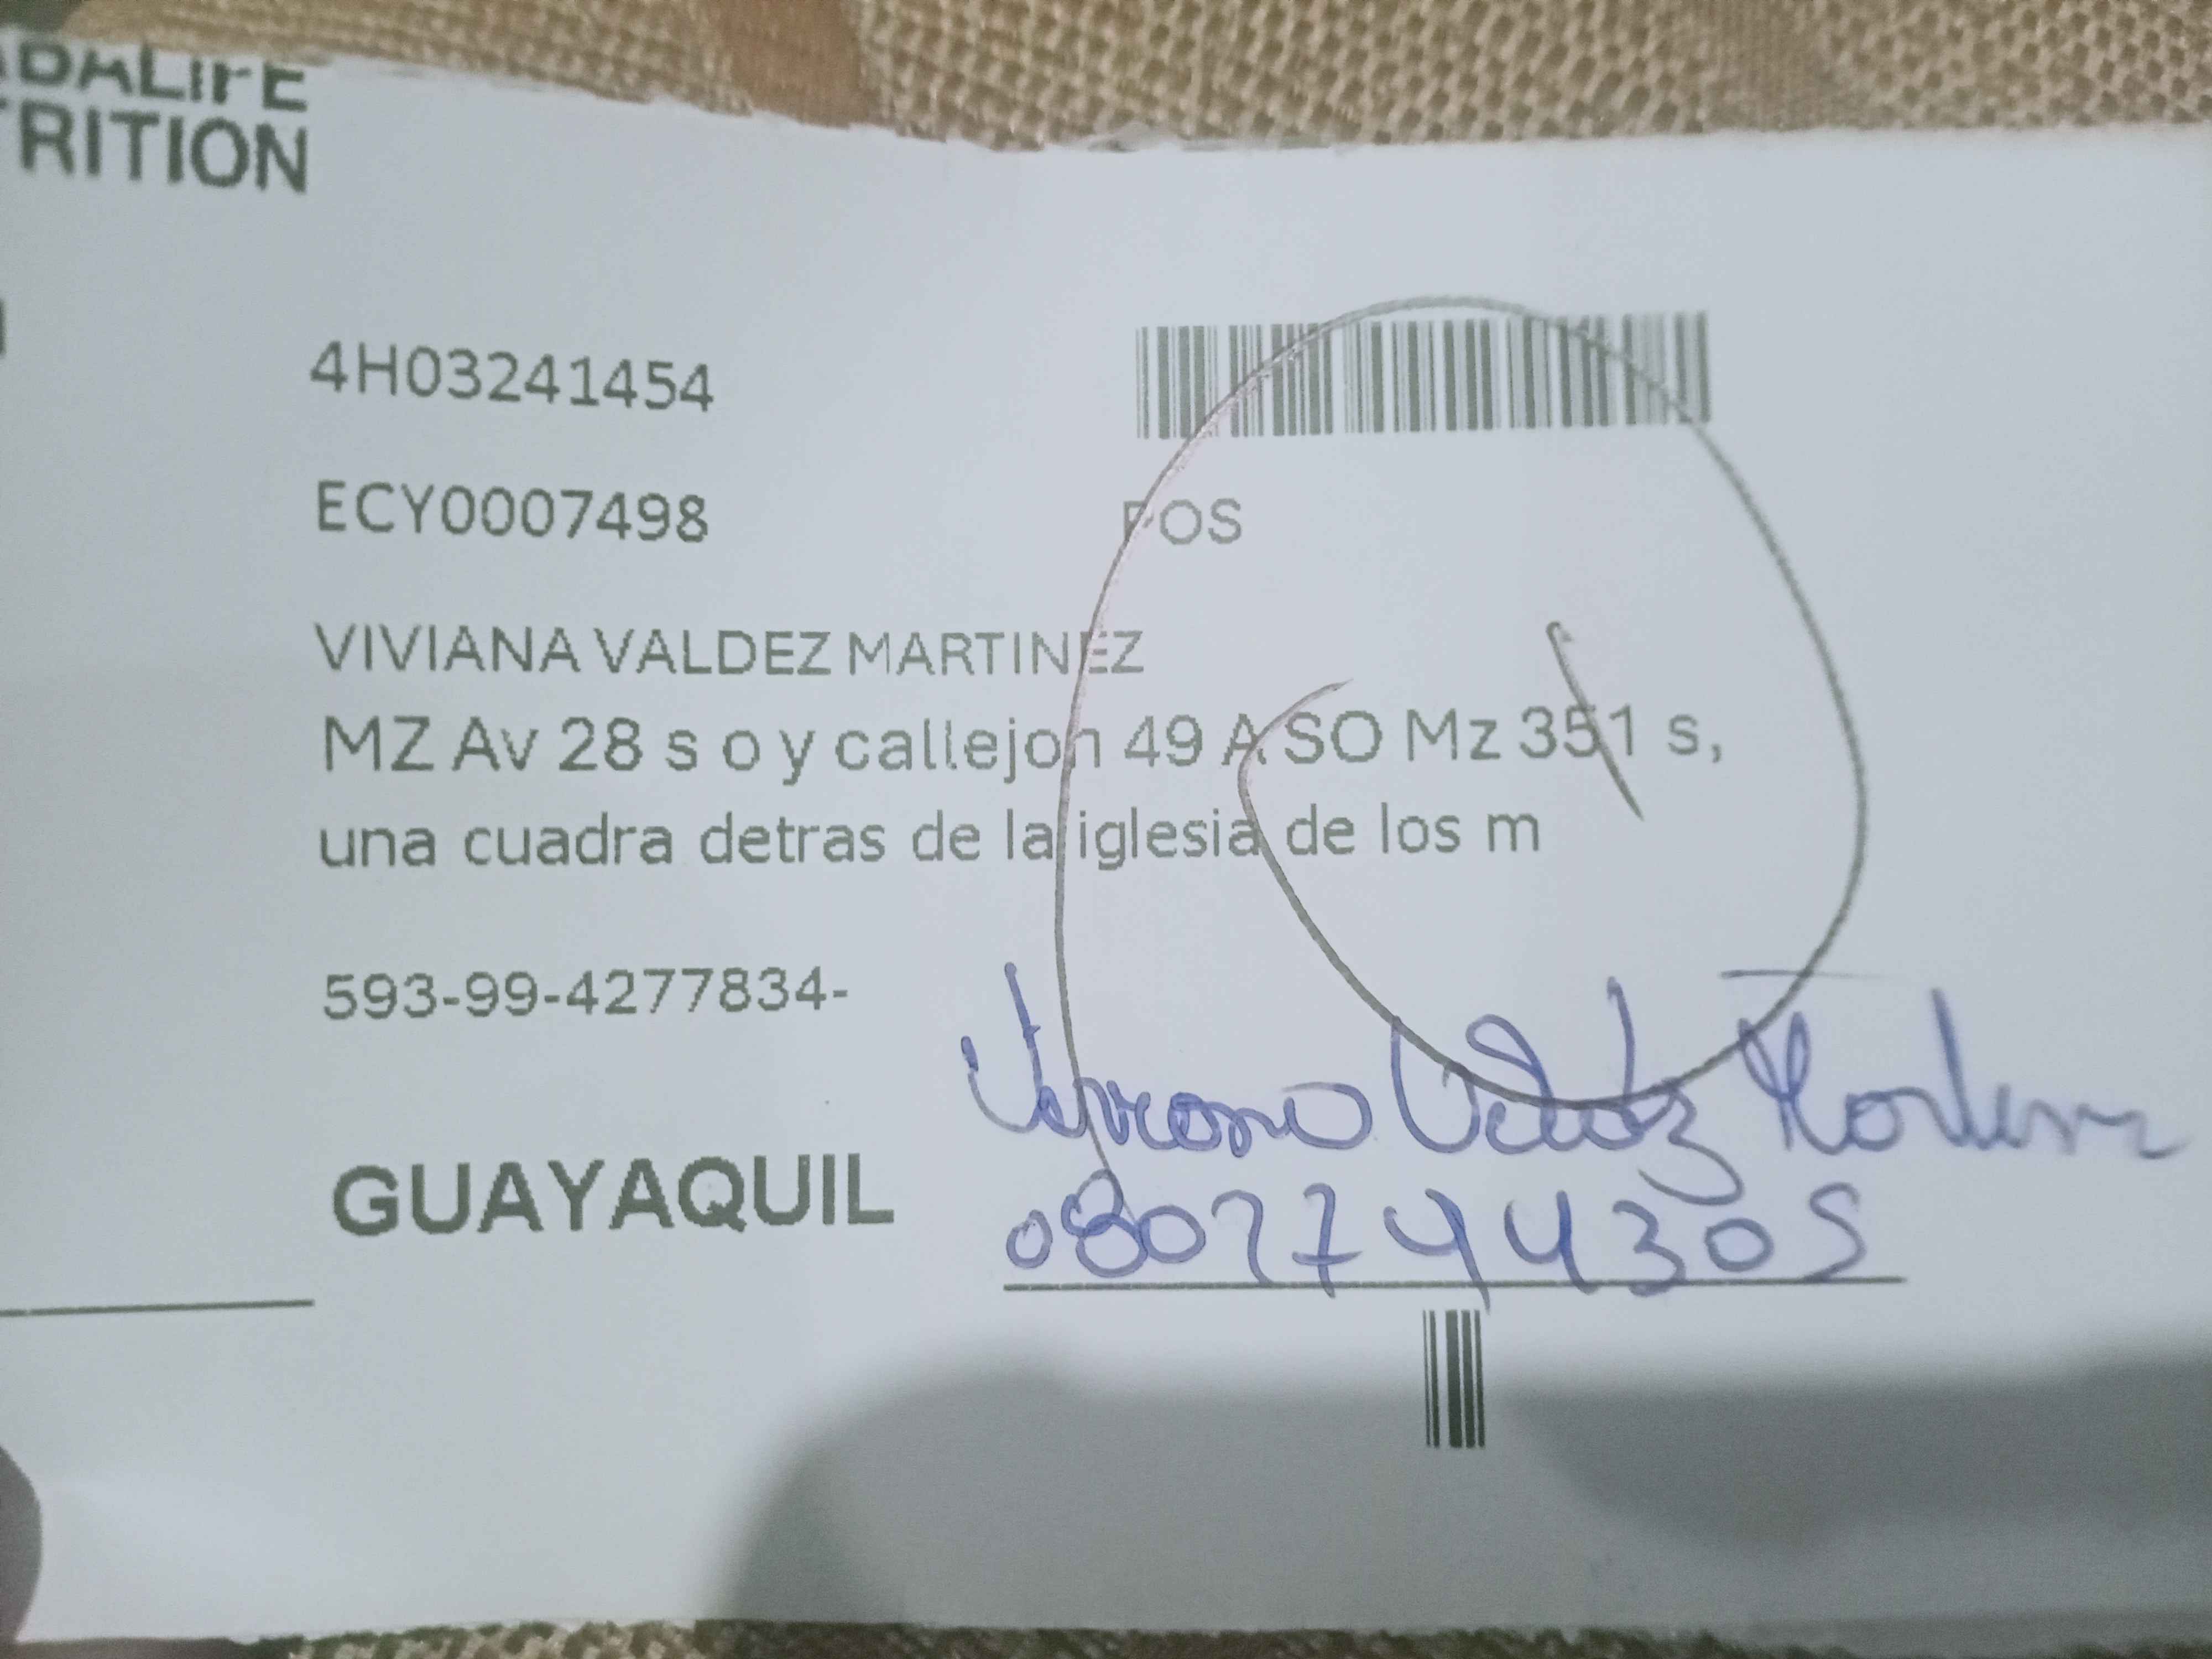 RITION
4H03241454
ECY0007498 POS
VIVIANA VALDEZ MARTINEZ
MZ Av 28 s o y callejon 49 A SO Mz 351 s,
una cuadra detras de la iglesia de los m
593-99-4277834-
GUAYAQUIL